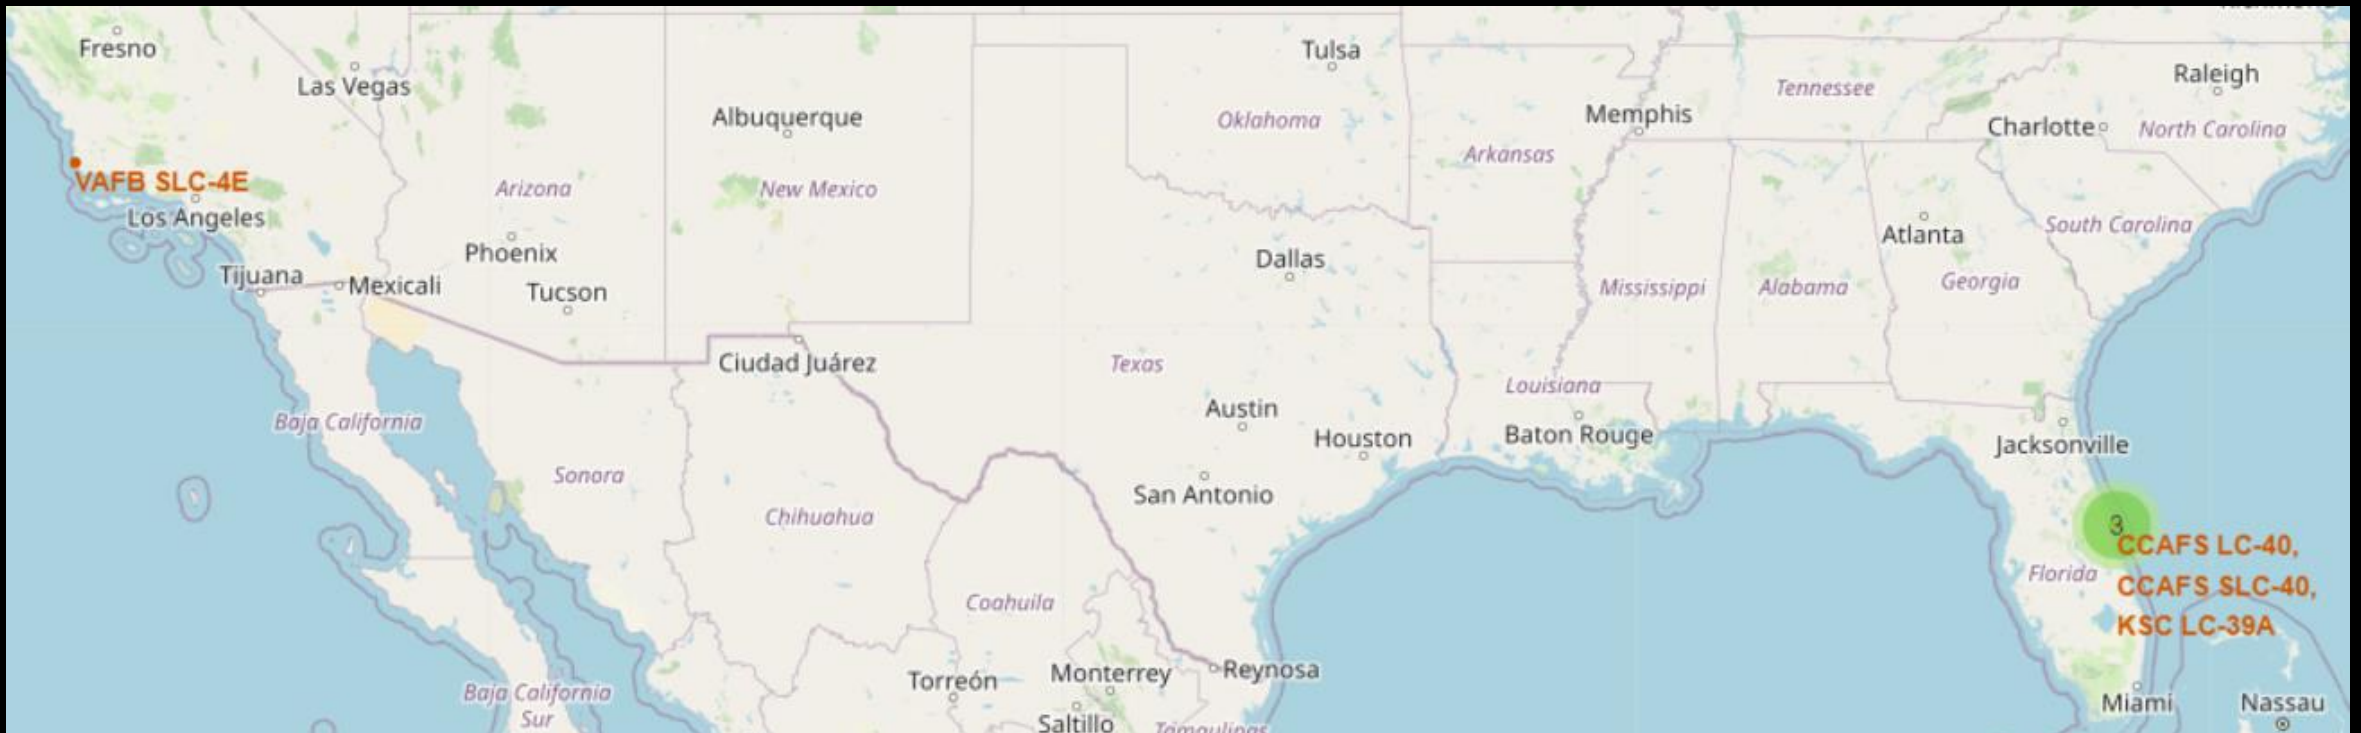 Fresno
Las Vegas
Albuquerque
Tulsa
Oklahoma
Memphis
Tennessee
Raleigh
Charlotte
North Carolina
Arkansas
VAFB SLC-4E
Los Angeles
Arizona
New Mexico
Phoenix
Tijuana
Mexicali
Tucson
Dallas
Mississippi
Alabama
Atlanta
Georgia
South Carolina
Ciudad Juárez
Texas
Louisiana
Baja California
Austin
Houston
Baton Rouge
Jacksonville
Sonora
San Antonio
Chihuahua
3
CCAFS LC-40,
Florida
CCAFS SLC-40,
KSC LC-39A
Coahuila
Torreón
Monterrey
Reynosa
Baja California
Sur
Saltillo
Miami
Nassau